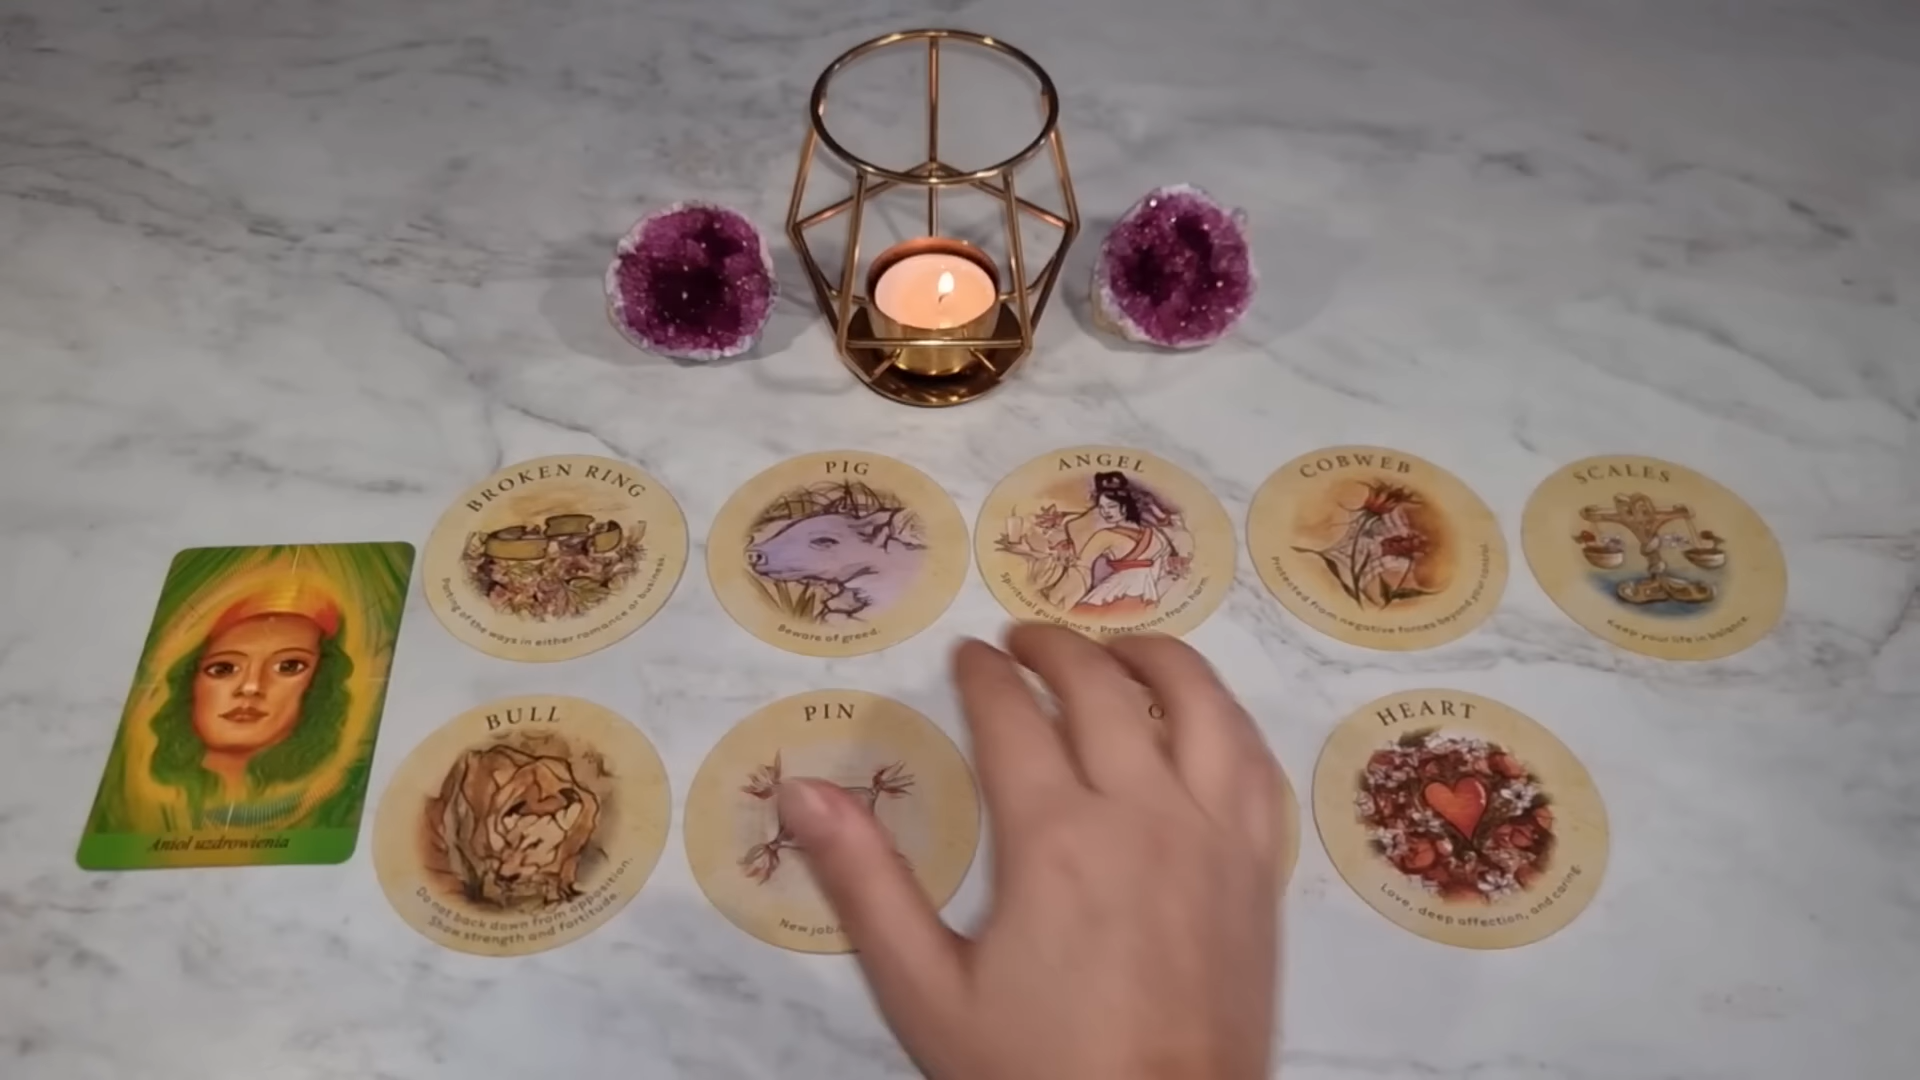 BROKEN RING
Parting of the ways in either romance or business.
PIG
Beware of greed.
ANGEL
Spiritual guidance. Protection from harm.
COBWEB
Protected from negative forces beyond your control.
SCALES
Keep your life in balance.
Anioł uzdrowienia
BULL
Do not back down from opposition.
Show strength and fortitude.
PIN
New job
HEART
Love, deep affection, and caring.